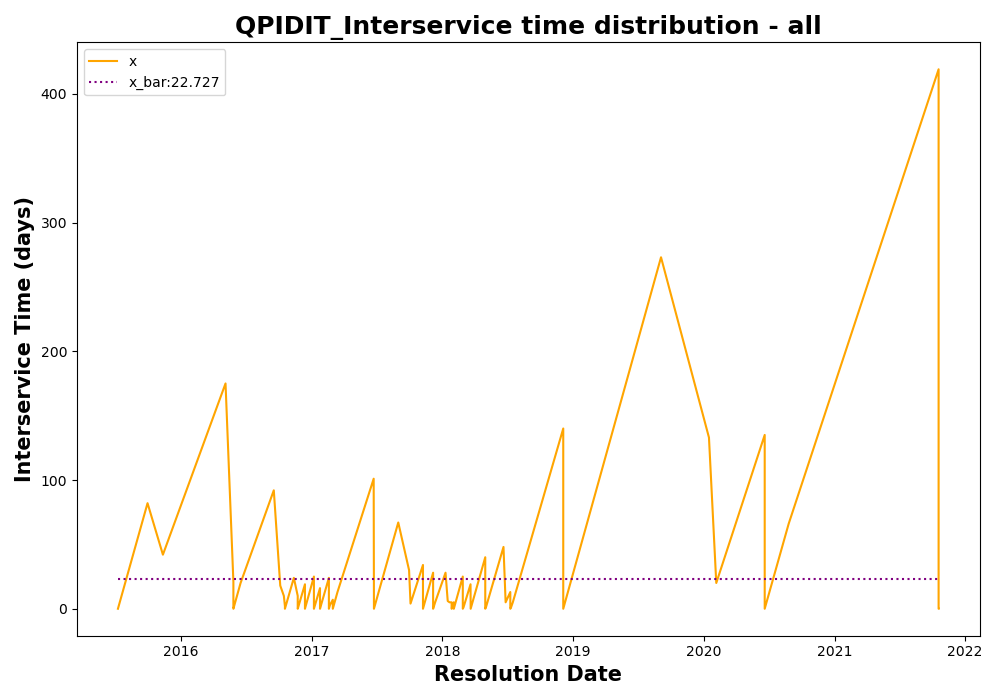 QPIDIT_Interservice time distribution - all
x
x_bar:22.727
Interservice Time (days)
400
300
200
100
0
2016 2017 2018 2019 2020 2021 2022
Resolution Date